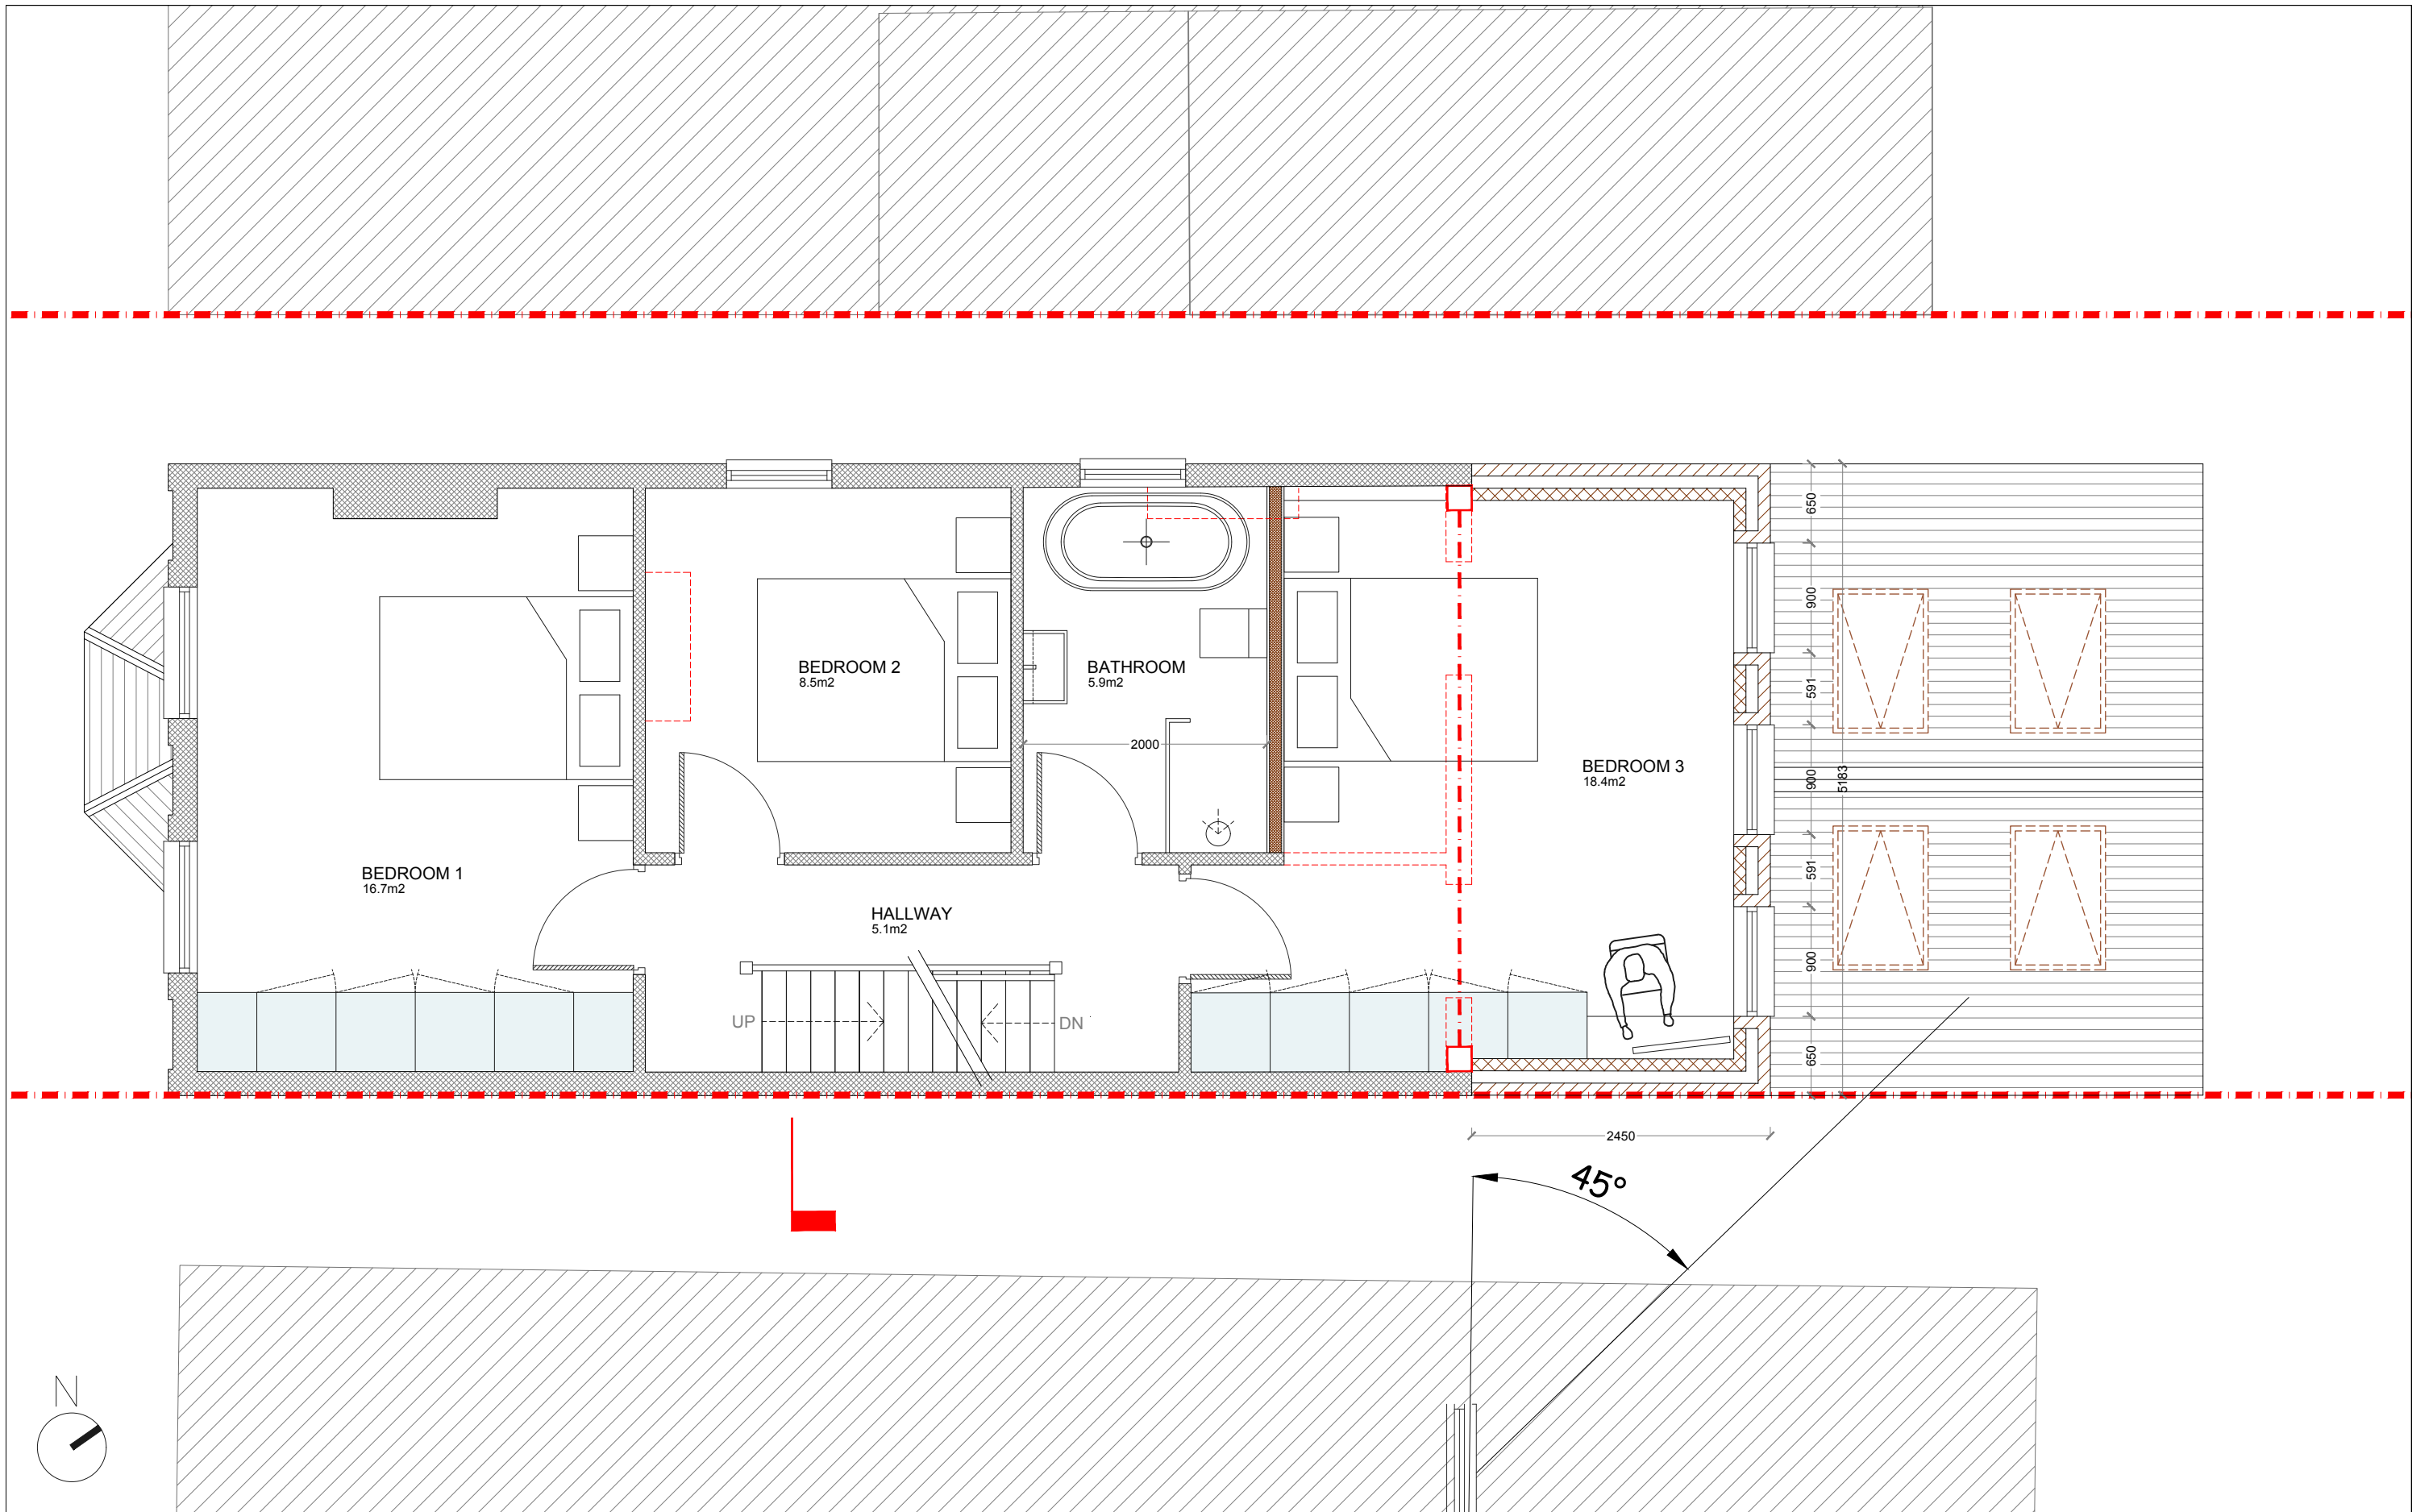 650
900
BEDROOM 2
8.5m2
BATHROOM
5.9m2
591
2000
BEDROOM 3
18.4m2
900
5183
BEDROOM 1
16.7m2
591
HALLWAY
5.1m2
900
UP
DN
650
2450
45°
N